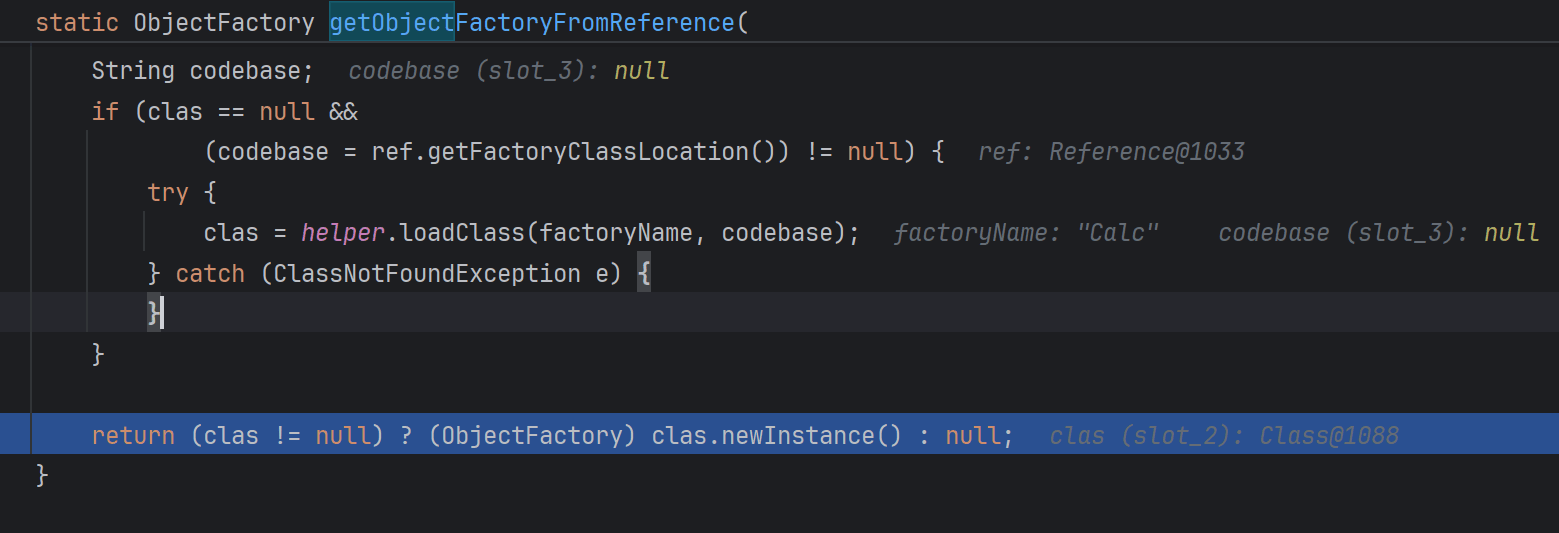 static ObjectFactory getObjectFactoryFromReference(
String codebase; codebase (slot_3): null
if (clas == null &&
(codebase = ref.getFactoryClassLocation()) != null) { ref: Reference@1033
try {
clas = helper.loadClass(factoryName, codebase); factoryName: "Calc" codebase (slot_3): null
} catch (ClassNotFoundException e) {
}
}
return (clas != null) ? (ObjectFactory) clas.newInstance() : null; clas (slot_2): Class@1088
}